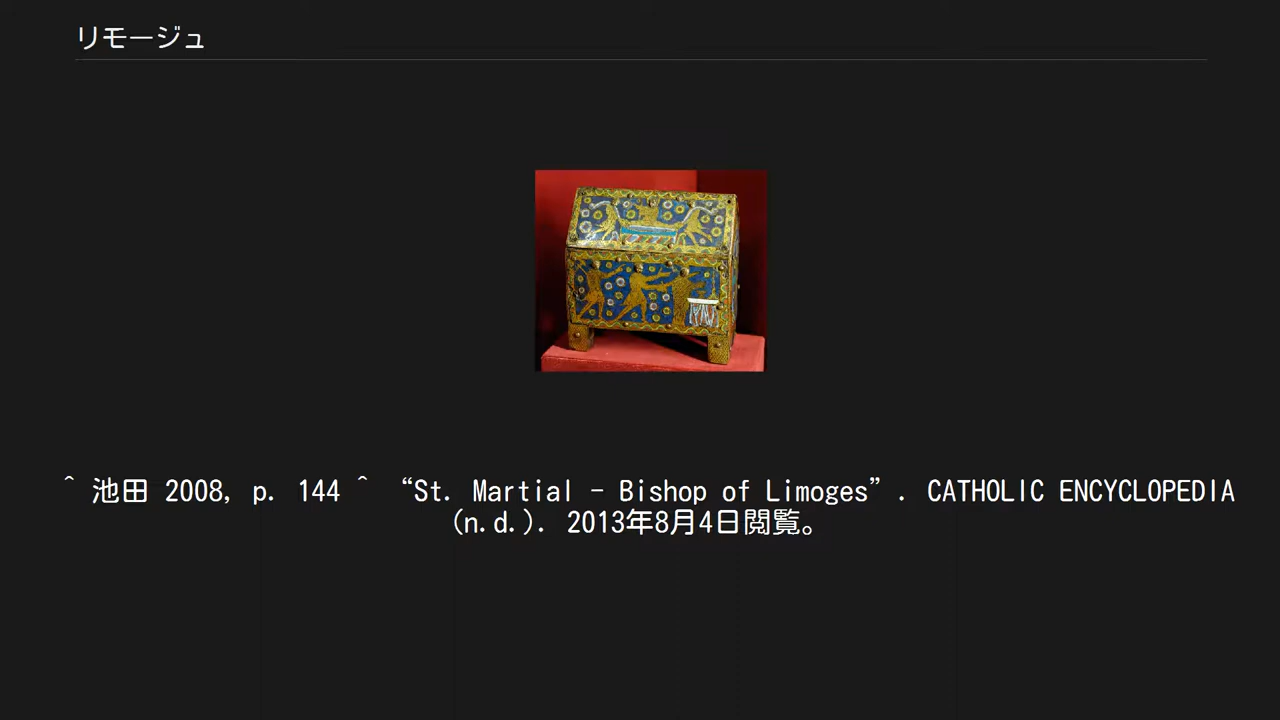 リモージュ
^ 池田 2008, p. 144 ^ “St. Martial - Bishop of Limoges”. CATHOLIC ENCYCLOPEDIA
(n.d.). 2013年8月4日閲覧。